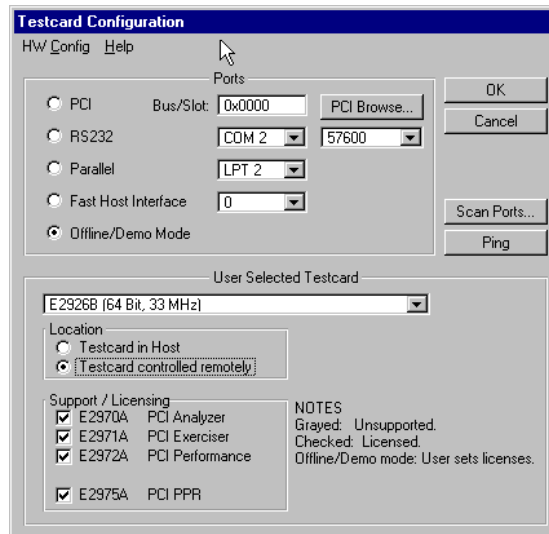 Testcard Configuration
HW Config Help
Ports
PCI Bus/Slot: 0x0000 PCI Browse...
RS232 COM 2 57600
Parallel LPT 2
Fast Host Interface 0
Offline/Demo Mode
OK
Cancel
Scan Ports...
Ping
User Selected Testcard
E2926B (64 Bit, 33 MHz)
Location
Testcard in Host
Testcard controlled remotely
Support / Licensing
E2970A PCI Analyzer
E2971A PCI Exerciser
E2972A PCI Performance
E2975A PCI PPR
NOTES
Grayed: Unsupported.
Checked: Licensed.
Offline/Demo mode: User sets licenses.